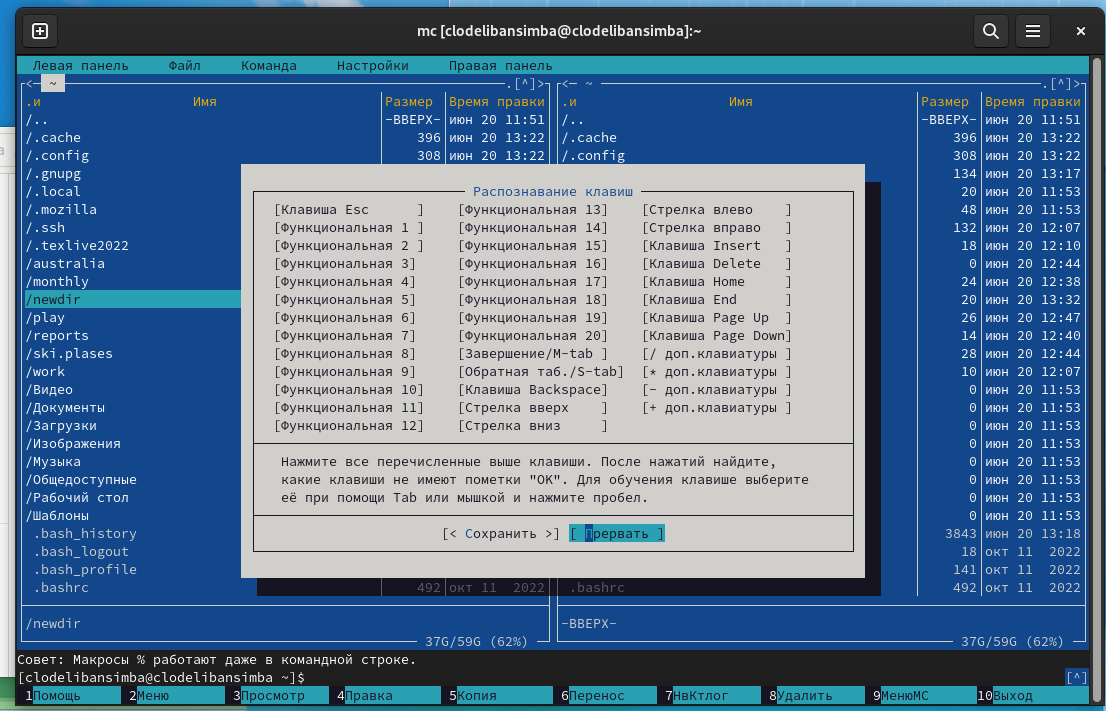 mc [clodelibansimba@clodelibansimba]:~
Левая панель Файл Команда Настройки Правая панель
<─ ~ .[^]> <─ ~ .[^]>
.и Имя Размер Время правки .и Имя Размер Время правки
/.. -ВВЕРХ- июн 20 11:51 /.. -ВВЕРХ- июн 20 11:51
/.cache 396 июн 20 13:22 /.cache 396 июн 20 13:22
/.config 308 июн 20 13:22 /.config 308 июн 20 13:22
/.gnupg 134 июн 20 13:17
/.local Распознавание клавиш 20 июн 20 11:53
/.mozilla [Клавиша Esc ] [Функциональная 13] [Стрелка влево ] 48 июн 20 11:53
/.ssh [Функциональная 1 ] [Функциональная 14] [Стрелка вправо ] 132 июн 20 12:07
/.texlive2022 [Функциональная 2 ] [Функциональная 15] [Клавиша Insert ] 18 июн 20 12:10
/australia [Функциональная 3] [Функциональная 16] [Клавиша Delete ] 0 июн 20 12:44
/monthly [Функциональная 4] [Функциональная 17] [Клавиша Home ] 24 июн 20 12:38
/newdir [Функциональная 5] [Функциональная 18] [Клавиша End ] 20 июн 20 13:32
/play [Функциональная 6] [Функциональная 19] [Клавиша Page Up ] 26 июн 20 12:47
/reports [Функциональная 7] [Функциональная 20] [Клавиша Page Down] 14 июн 20 12:40
/ski.plases [Функциональная 8] [Завершение/M-tab ] [/ доп.клавиатуры ] 28 июн 20 12:44
/work [Функциональная 9] [Обратная таб./S-tab] [* доп.клавиатуры ] 10 июн 20 12:07
/Видео [Функциональная 10] [Клавиша Backspace] [- доп.клавиатуры ] 0 июн 20 11:53
/Документы [Функциональная 11] [Стрелка вверх ] [+ доп.клавиатуры ] 0 июн 20 11:53
/Загрузки [Функциональная 12] [Стрелка вниз ] 0 июн 20 11:53
/Изображения 0 июн 20 11:53
/Музыка Нажмите все перечисленные выше клавиши. После нажатий найдите, 0 июн 20 11:53
/Общедоступные какие клавиши не имеют пометки "OK". Для обучения клавише выберите 0 июн 20 11:53
/Рабочий стол её при помощи Tab или мышкой и нажмите пробел. 0 июн 20 11:53
/Шаблоны 0 июн 20 11:53
.bash_history [< Сохранить >] [ Прервать ] 3843 июн 20 13:18
.bash_logout 18 окт 11 2022
.bash_profile 141 окт 11 2022
.bashrc 492 окт 11 2022 .bashrc 492 окт 11 2022
/newdir -ВВЕРХ-
37G/59G (62%) 37G/59G (62%)
Совет: Макросы % работают даже в командной строке.
[clodelibansimba@clodelibansimba ~]$ [^]
1Помощь 2Меню 3Просмотр 4Правка 5Копия 6Перенос 7НвКтлог 8Удалить 9МенюMC 10Выход